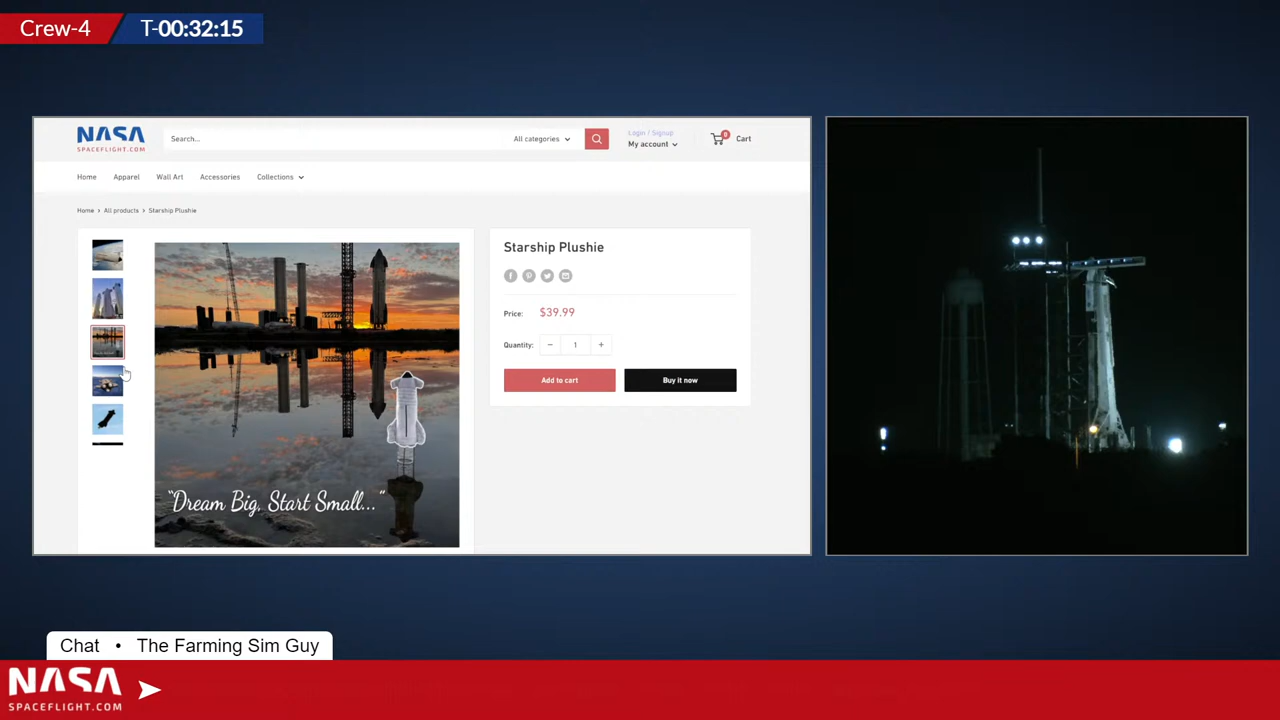 Crew-4
T-00:32:15
NASA
SPACEFLIGHT.COM
Search...
All categories
Login / Signup
My account
0
Cart
Home
Apparel
Wall Art
Accessories
Collections
Home > All products > Starship Plushie
Starship Plushie
Price: $39.99
Quantity: − 1 +
Add to cart
Buy it now
"Dream Big, Start Small..."
Chat • The Farming Sim Guy
NASA
SPACEFLIGHT.COM